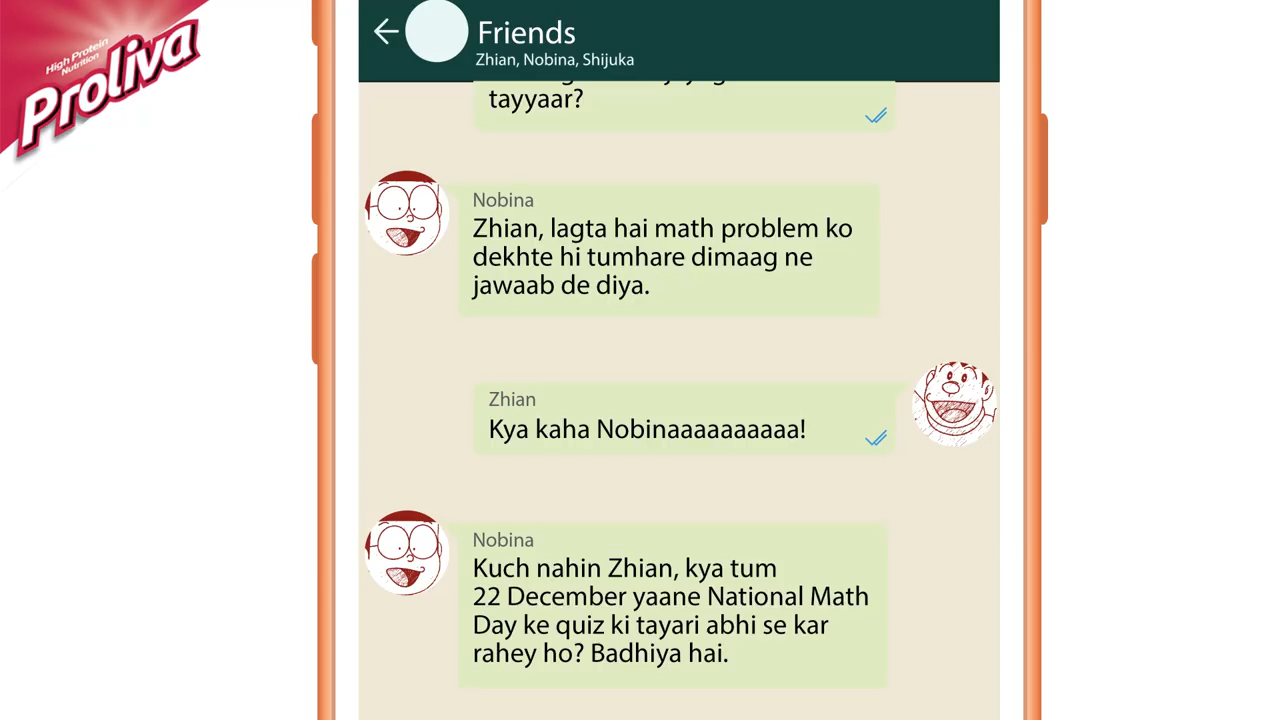 High Protein
Nutrition
Proliva
Friends
Zhian, Nobina, Shijuka
tayyaar?
Nobina
Zhian, lagta hai math problem ko
dekhte hi tumhare dimaag ne
jawaab de diya.
Zhian
Kya kaha Nobinaaaaaaaaaa!
Nobina
Kuch nahin Zhian, kya tum
22 December yaane National Math
Day ke quiz ki tayari abhi se kar
rahey ho? Badhiya hai.